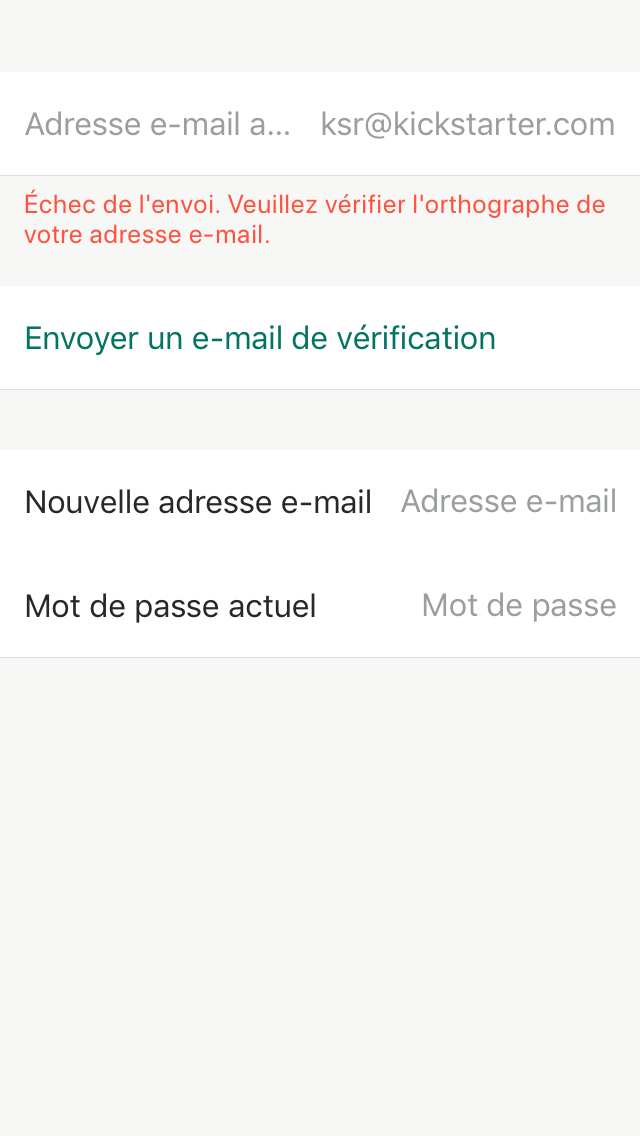 Adresse e-mail a... ksr@kickstarter.com
Échec de l'envoi. Veuillez vérifier l'orthographe de
votre adresse e-mail.
Envoyer un e-mail de vérification
Nouvelle adresse e-mail Adresse e-mail
Mot de passe actuel Mot de passe